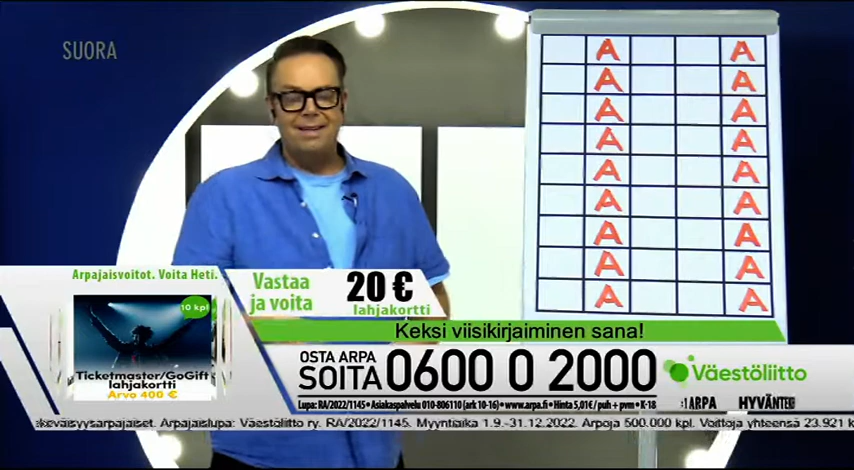 SUORA
A A
A A
A A
A A
A A
A A
A A
A A
A A
Arpajaisvoitot. Voita Heti.
10 kpl
Ticketmaster/GoGift
lahjakortti
Arvo 400 €
Vastaa
ja voita
20 €
lahjakortti
Keksi viisikirjaiminen sana!
OSTA ARPA
SOITA 0600 0 2000
Väestöliitto
Lupa: RA/2022/1145 • Asiakaspalvelu 010-806110 (ark 10-16) • www.arpa.fi • Hinta 5,01€/ puh + pvm • K-18
ARPA
keväisyysarpajaiset. Arpajaislupa: Väestöliitto ry. RA/2022/1145. Myyntiaika 1.9.-31.12.2022. Arpoja 500.000 kpl. Voittoja yhteensä 23.921 k